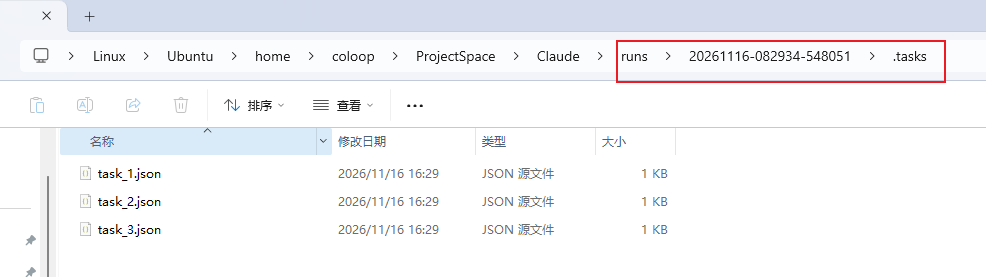 Linux > Ubuntu > home > coloop > ProjectSpace > Claude > runs > 20261116-082934-548051 > .tasks
排序 查看
名称 修改日期 类型 大小
task_1.json 2026/11/16 16:29 JSON 源文件 1 KB
task_2.json 2026/11/16 16:29 JSON 源文件 1 KB
task_3.json 2026/11/16 16:29 JSON 源文件 1 KB